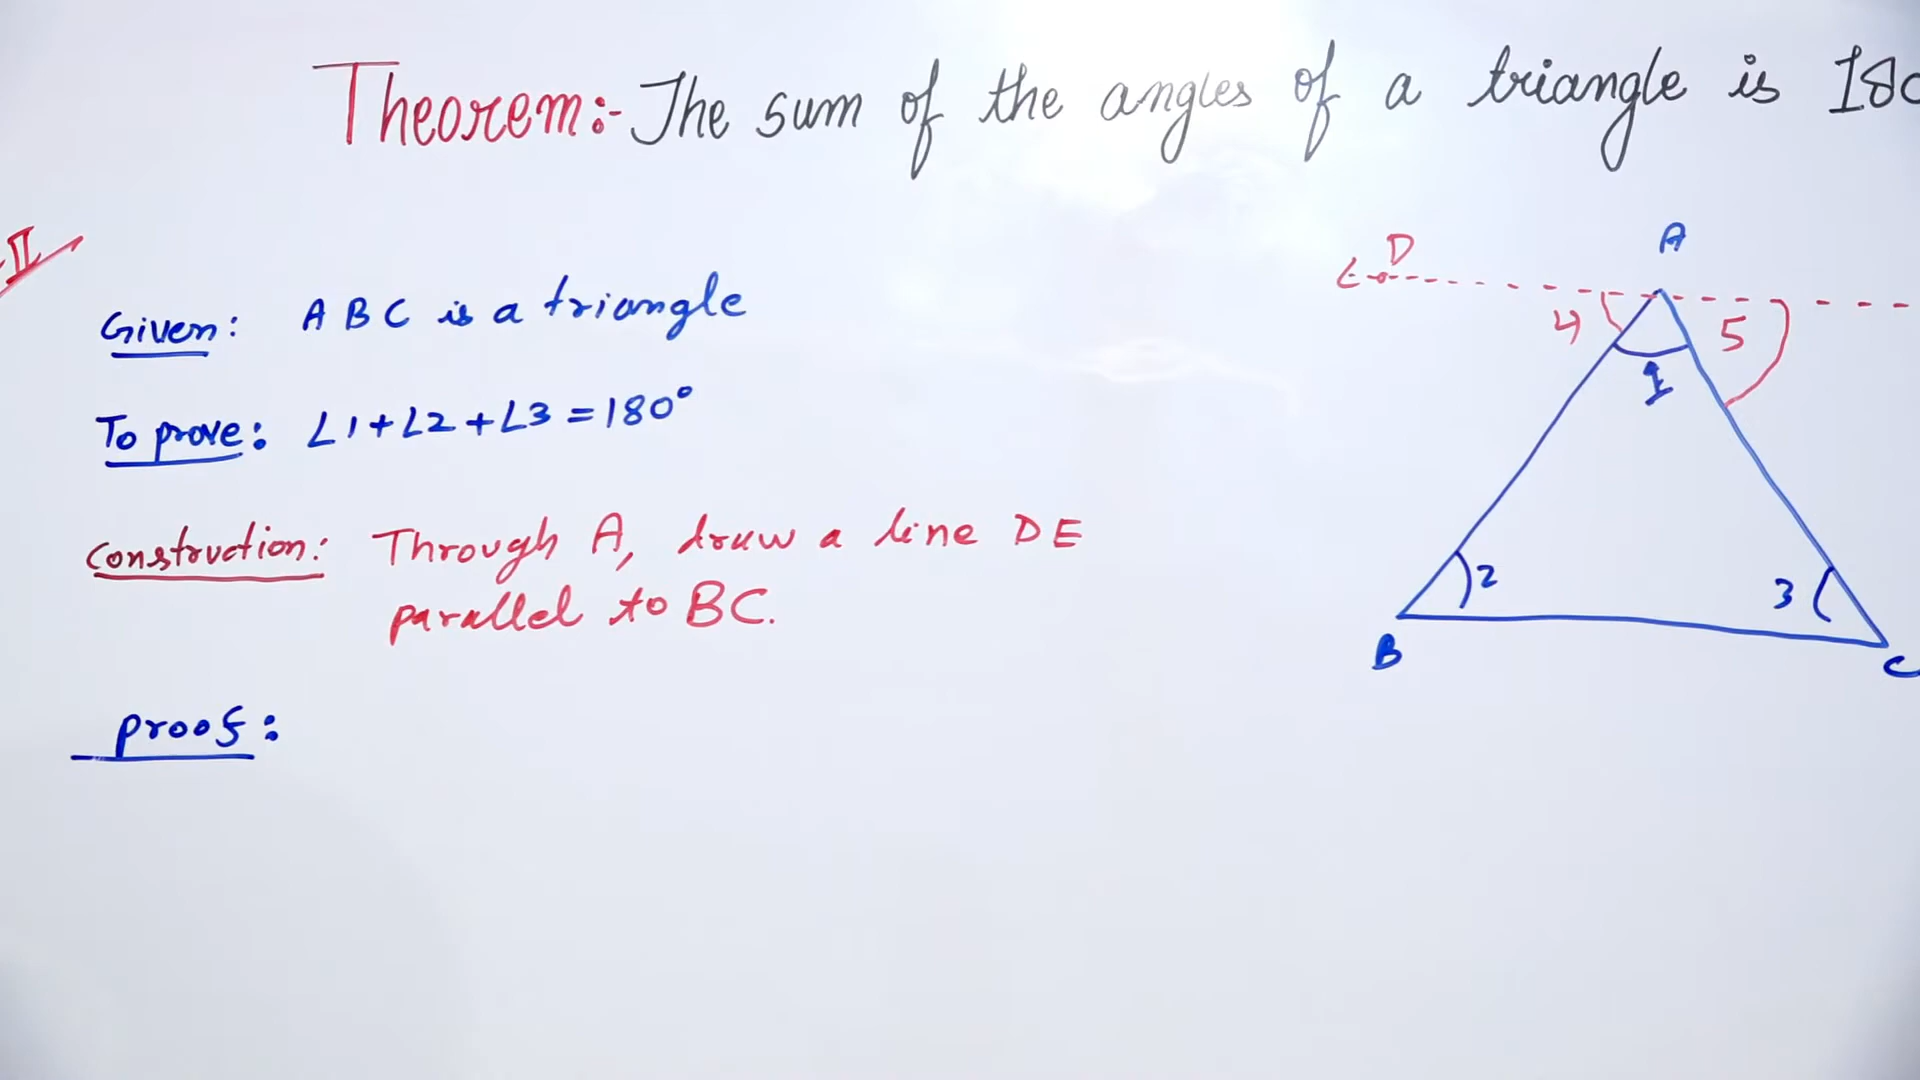 Theorem:- The sum of the angles of a triangle is 180
-II
Given: ABC is a triangle
To prove: ∠1+∠2+∠3=180°
Construction: Through A, draw a line DE
parallel to BC.
Proof:
A
D
4
5
1
2
3
B
C